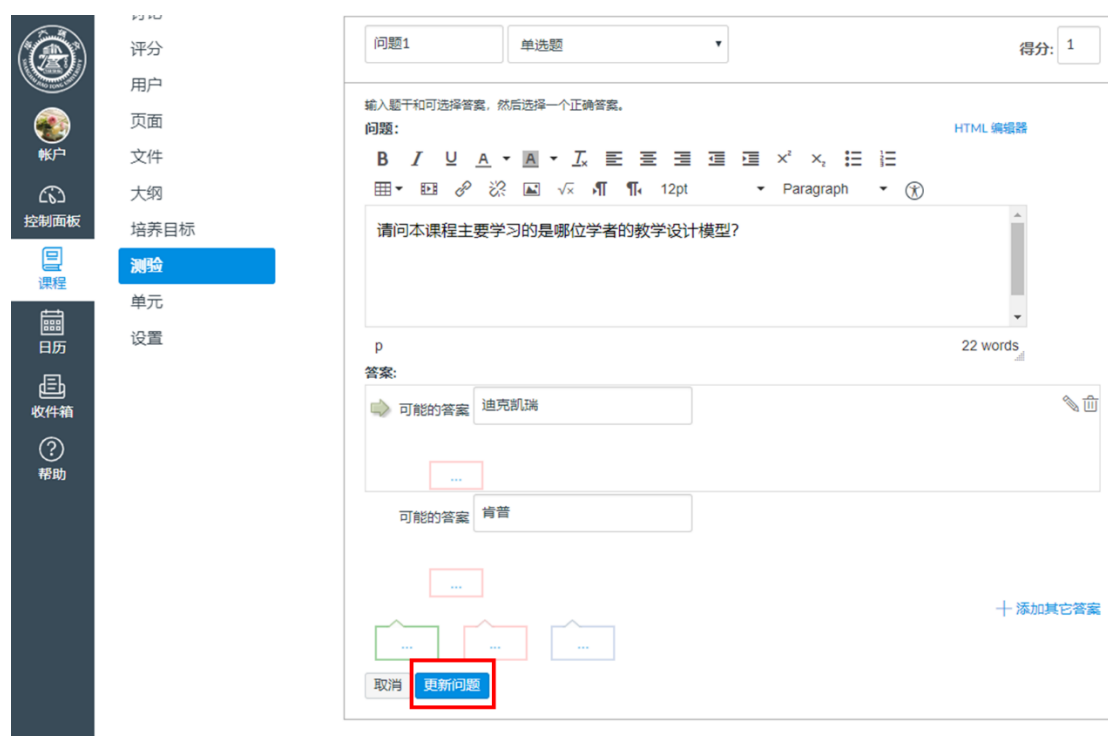 评分
用户
页面
文件
大纲
培养目标
测验
单元
设置
帐户
控制面板
课程
日历
收件箱
帮助
问题1 单选题 得分: 1
输入题干和可选择答案，然后选择一个正确答案。
问题: HTML 编辑器
12pt Paragraph
请问本课程主要学习的是哪位学者的教学设计模型?
p 22 words
答案:
可能的答案 迪克凯瑞
...
可能的答案 肯普
...
添加其它答案
... ... ...
取消 更新问题